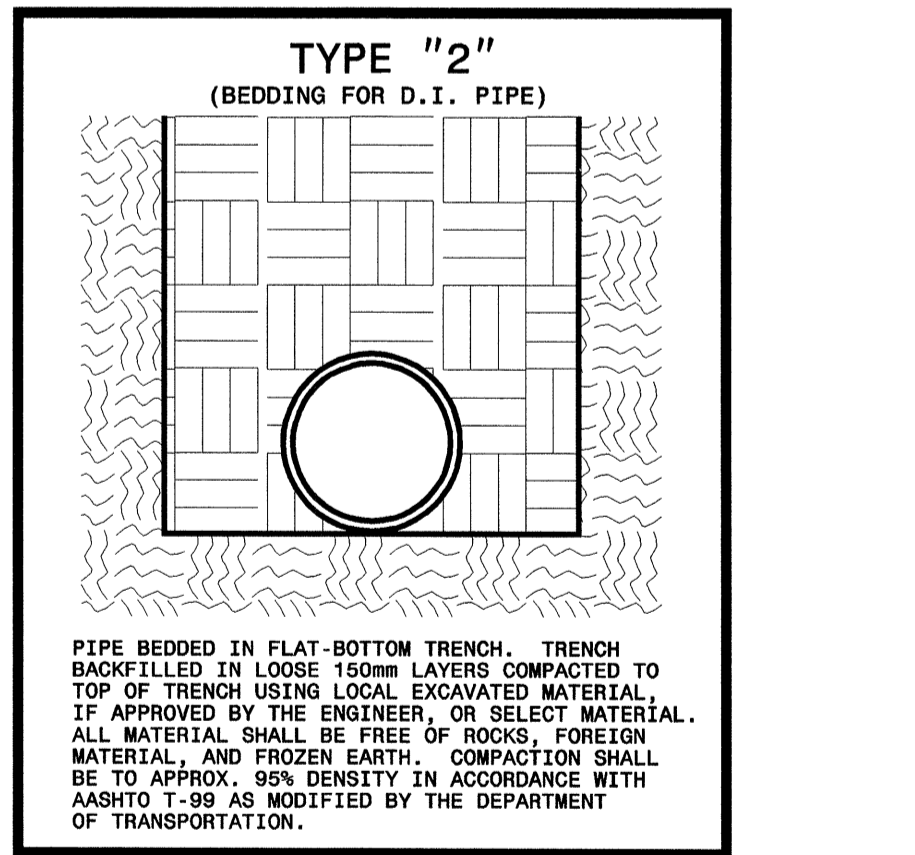 TYPE "2"
(BEDDING FOR D.I. PIPE)
PIPE BEDDED IN FLAT-BOTTOM TRENCH. TRENCH
BACKFILLED IN LOOSE 150mm LAYERS COMPACTED TO
TOP OF TRENCH USING LOCAL EXCAVATED MATERIAL,
IF APPROVED BY THE ENGINEER, OR SELECT MATERIAL.
ALL MATERIAL SHALL BE FREE OF ROCKS, FOREIGN
MATERIAL, AND FROZEN EARTH. COMPACTION SHALL
BE TO APPROX. 95% DENSITY IN ACCORDANCE WITH
AASHTO T-99 AS MODIFIED BY THE DEPARTMENT
OF TRANSPORTATION.